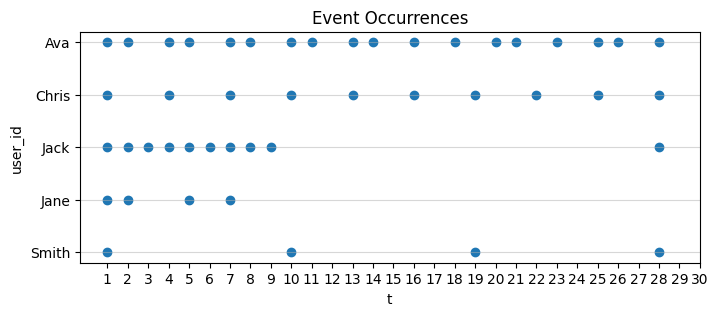 Event Occurrences
user_id
Ava
Chris
Jack
Jane
Smith
1 2 3 4 5 6 7 8 9 10 11 12 13 14 15 16 17 18 19 20 21 22 23 24 25 26 27 28 29 30
t